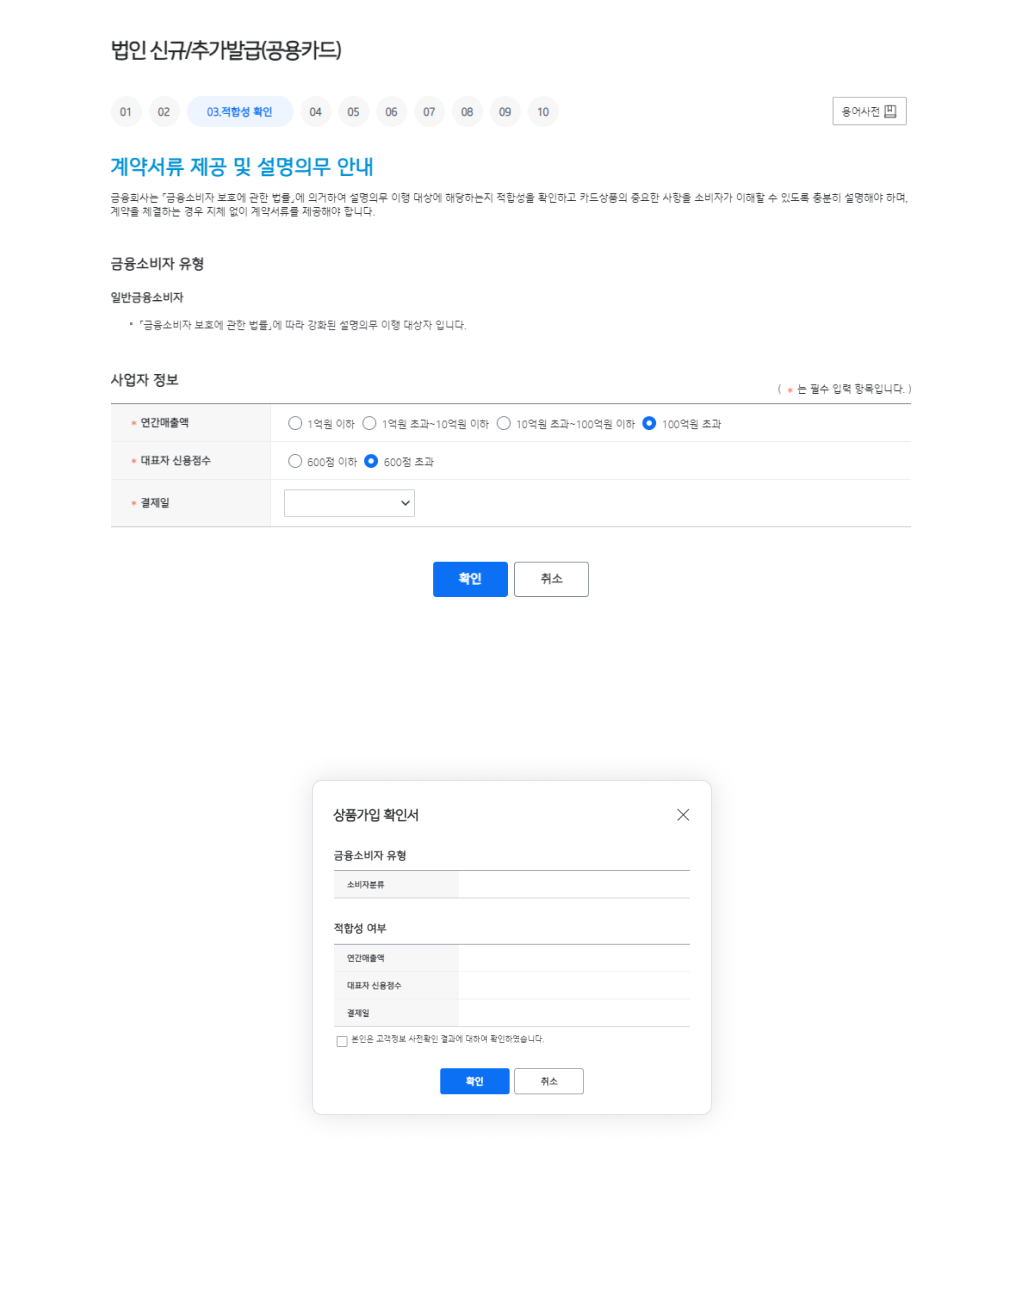 법인 신규/추가발급(공용카드)
01 02 03.적합성 확인 04 05 06 07 08 09 10 용어사전
계약서류 제공 및 설명의무 안내
금융회사는 「금융소비자 보호에 관한 법률」에 의거하여 설명의무 이행 대상에 해당하는지 적합성을 확인하고 카드상품의 중요한 사항을 소비자가 이해할 수 있도록 충분히 설명해야 하며,
계약을 체결하는 경우 지체 없이 계약서류를 제공해야 합니다.
금융소비자 유형
일반금융소비자
「금융소비자 보호에 관한 법률」에 따라 강화된 설명의무 이행 대상자 입니다.
사업자 정보
( * 는 필수 입력 항목입니다. )
* 연간매출액 1억원 이하 1억원 초과~10억원 이하 10억원 초과~100억원 이하 100억원 초과
* 대표자 신용점수 600점 이하 600점 초과
* 결제일
확인 취소
상품가입 확인서
금융소비자 유형
소비자분류
적합성 여부
연간매출액
대표자 신용점수
결제일
본인은 고객정보 사전확인 결과에 대하여 확인하였습니다.
확인 취소